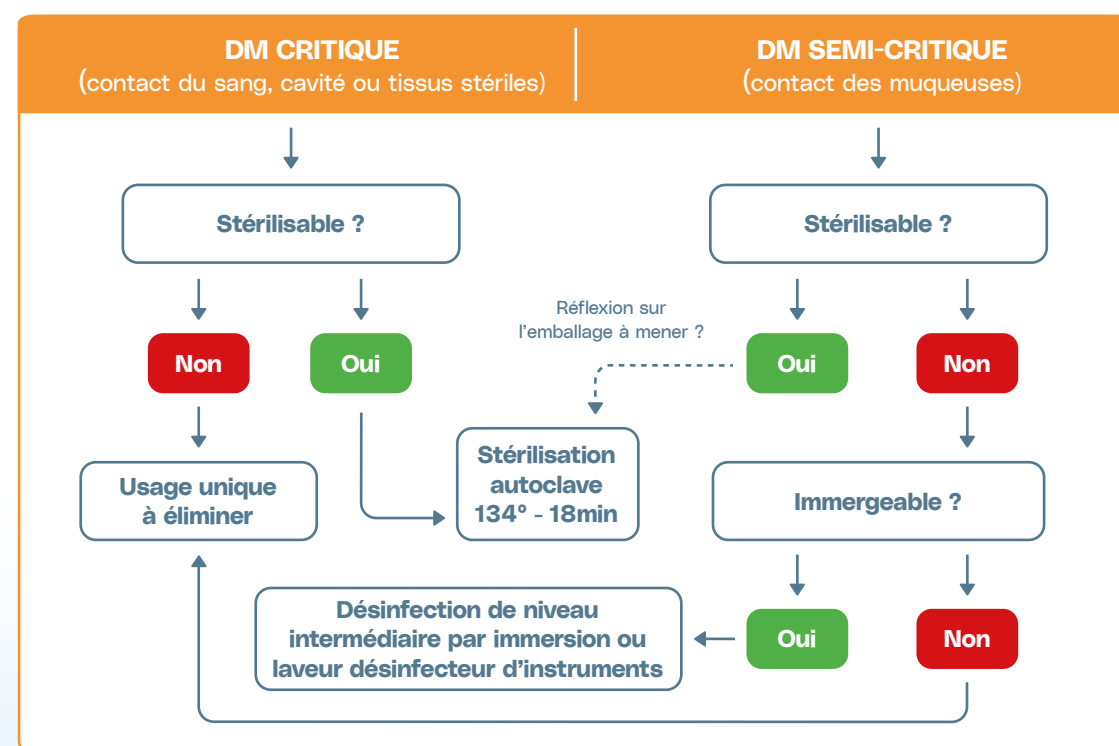 DM CRITIQUE
(contact du sang, cavité ou tissus stériles)
DM SEMI-CRITIQUE
(contact des muqueuses)
Stérilisable ?
Stérilisable ?
Réflexion sur
l'emballage à mener ?
Non
Oui
Oui
Non
Usage unique
à éliminer
Stérilisation
autoclave
134° - 18min
Immergeable ?
Désinfection de niveau
intermédiaire par immersion ou
laveur désinfecteur d'instruments
Oui
Non